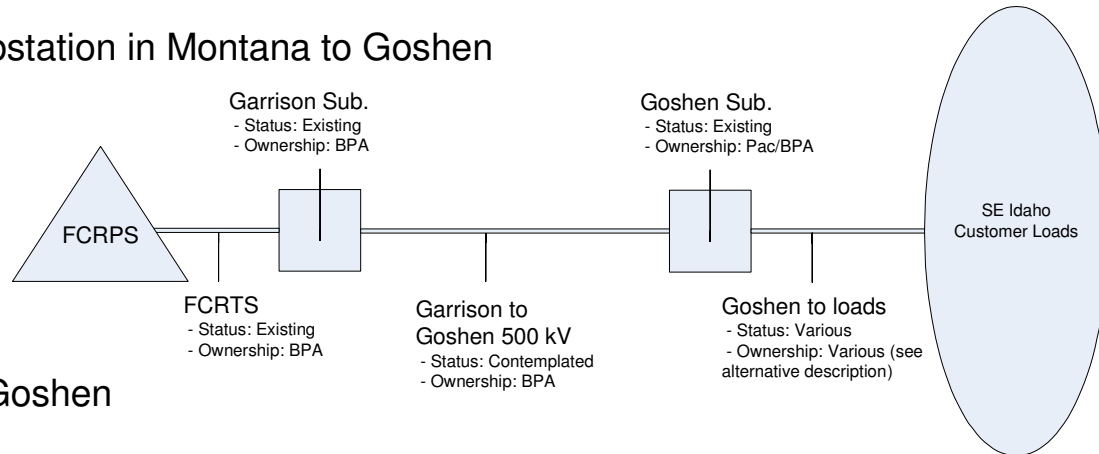 ostation in Montana to Goshen
Garrison Sub.
- Status: Existing
- Ownership: BPA
Goshen Sub.
- Status: Existing
- Ownership: Pac/BPA
FCRPS
SE Idaho
Customer Loads
FCRTS
- Status: Existing
- Ownership: BPA
Garrison to
Goshen 500 kV
- Status: Contemplated
- Ownership: BPA
Goshen to loads
- Status: Various
- Ownership: Various (see
alternative description)
Goshen